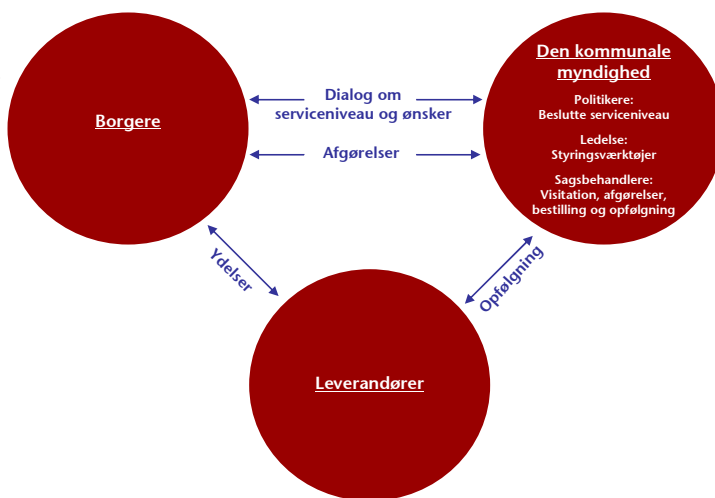 Borgere
Dialog om
serviceniveau og ønsker
Afgørelser
Den kommunale
myndighed
Politikere:
Beslutte serviceniveau
Ledelse:
Styringsværktøjer
Sagsbehandlere:
Visitation, afgørelser,
bestilling og opfølgning
Ydelser
Opfølgning
Leverandører